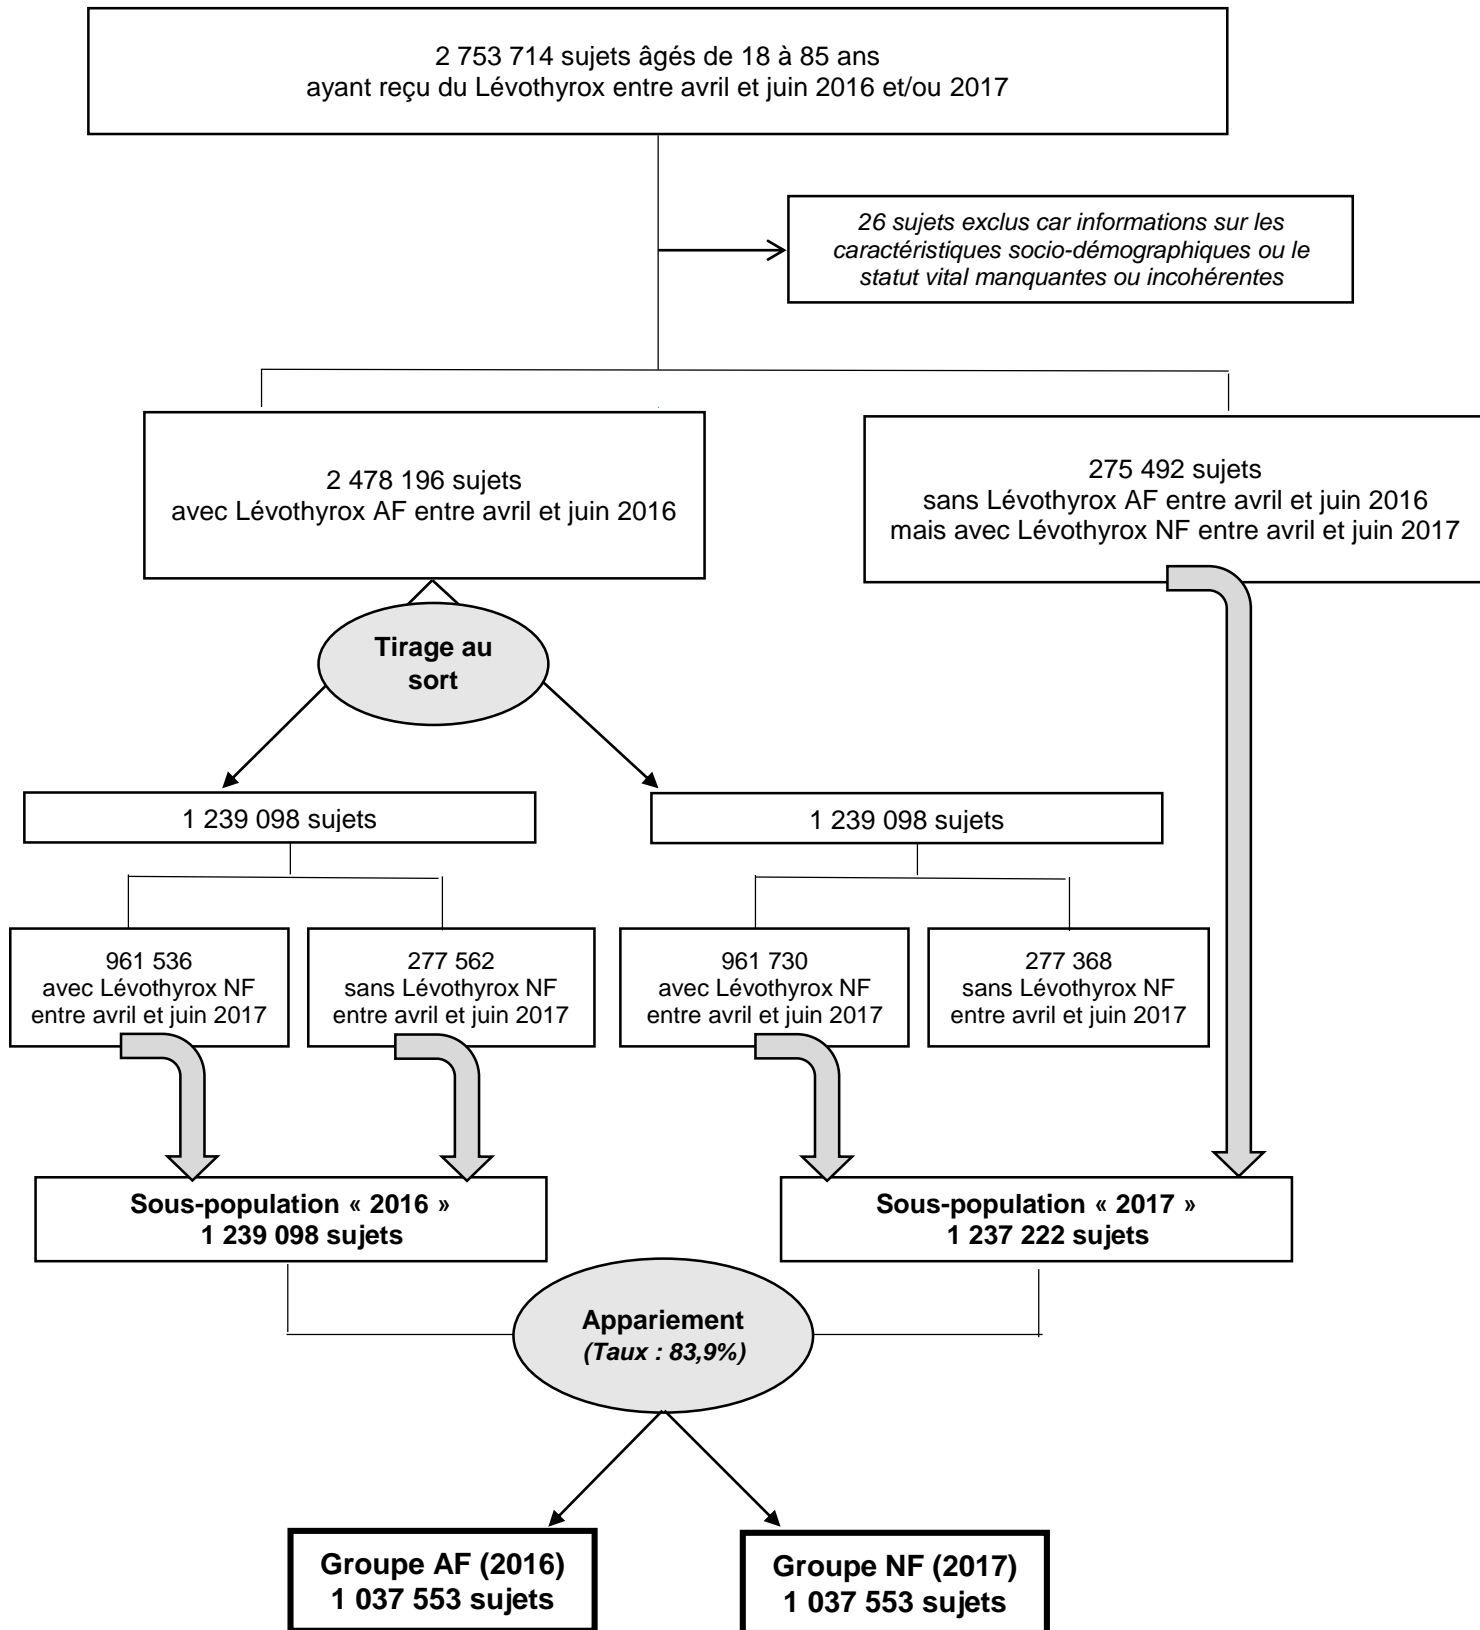 2 753 714 sujets âgés de 18 à 85 ans
ayant reçu du Lévothyrox entre avril et juin 2016 et/ou 2017
26 sujets exclus car informations sur les
caractéristiques socio-démographiques ou le
statut vital manquantes ou incohérentes
2 478 196 sujets
avec Lévothyrox AF entre avril et juin 2016
275 492 sujets
sans Lévothyrox AF entre avril et juin 2016
mais avec Lévothyrox NF entre avril et juin 2017
Tirage au
sort
1 239 098 sujets
1 239 098 sujets
961 536
avec Lévothyrox NF
entre avril et juin 2017
277 562
sans Lévothyrox NF
entre avril et juin 2017
961 730
avec Lévothyrox NF
entre avril et juin 2017
277 368
sans Lévothyrox NF
entre avril et juin 2017
Sous-population « 2016 »
1 239 098 sujets
Sous-population « 2017 »
1 237 222 sujets
Appariement
(Taux : 83,9%)
Groupe AF (2016)
1 037 553 sujets
Groupe NF (2017)
1 037 553 sujets